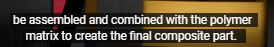 be assembled and combined with the polymer
matrix to create the final composite part.